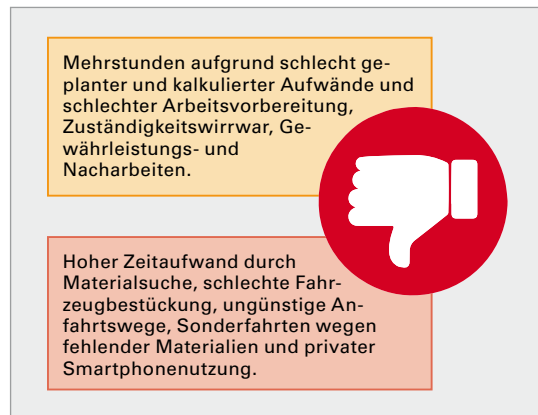 Mehrstunden aufgrund schlecht ge-
planter und kalkulierter Aufwände und
schlechter Arbeitsvorbereitung,
Zuständigkeitswirrwar, Ge-
währleistungs- und
Nacharbeiten.
Hoher Zeitaufwand durch
Materialsuche, schlechte Fahr-
zeugbestückung, ungünstige An-
fahrtswege, Sonderfahrten wegen
fehlender Materialien und privater
Smartphonenutzung.